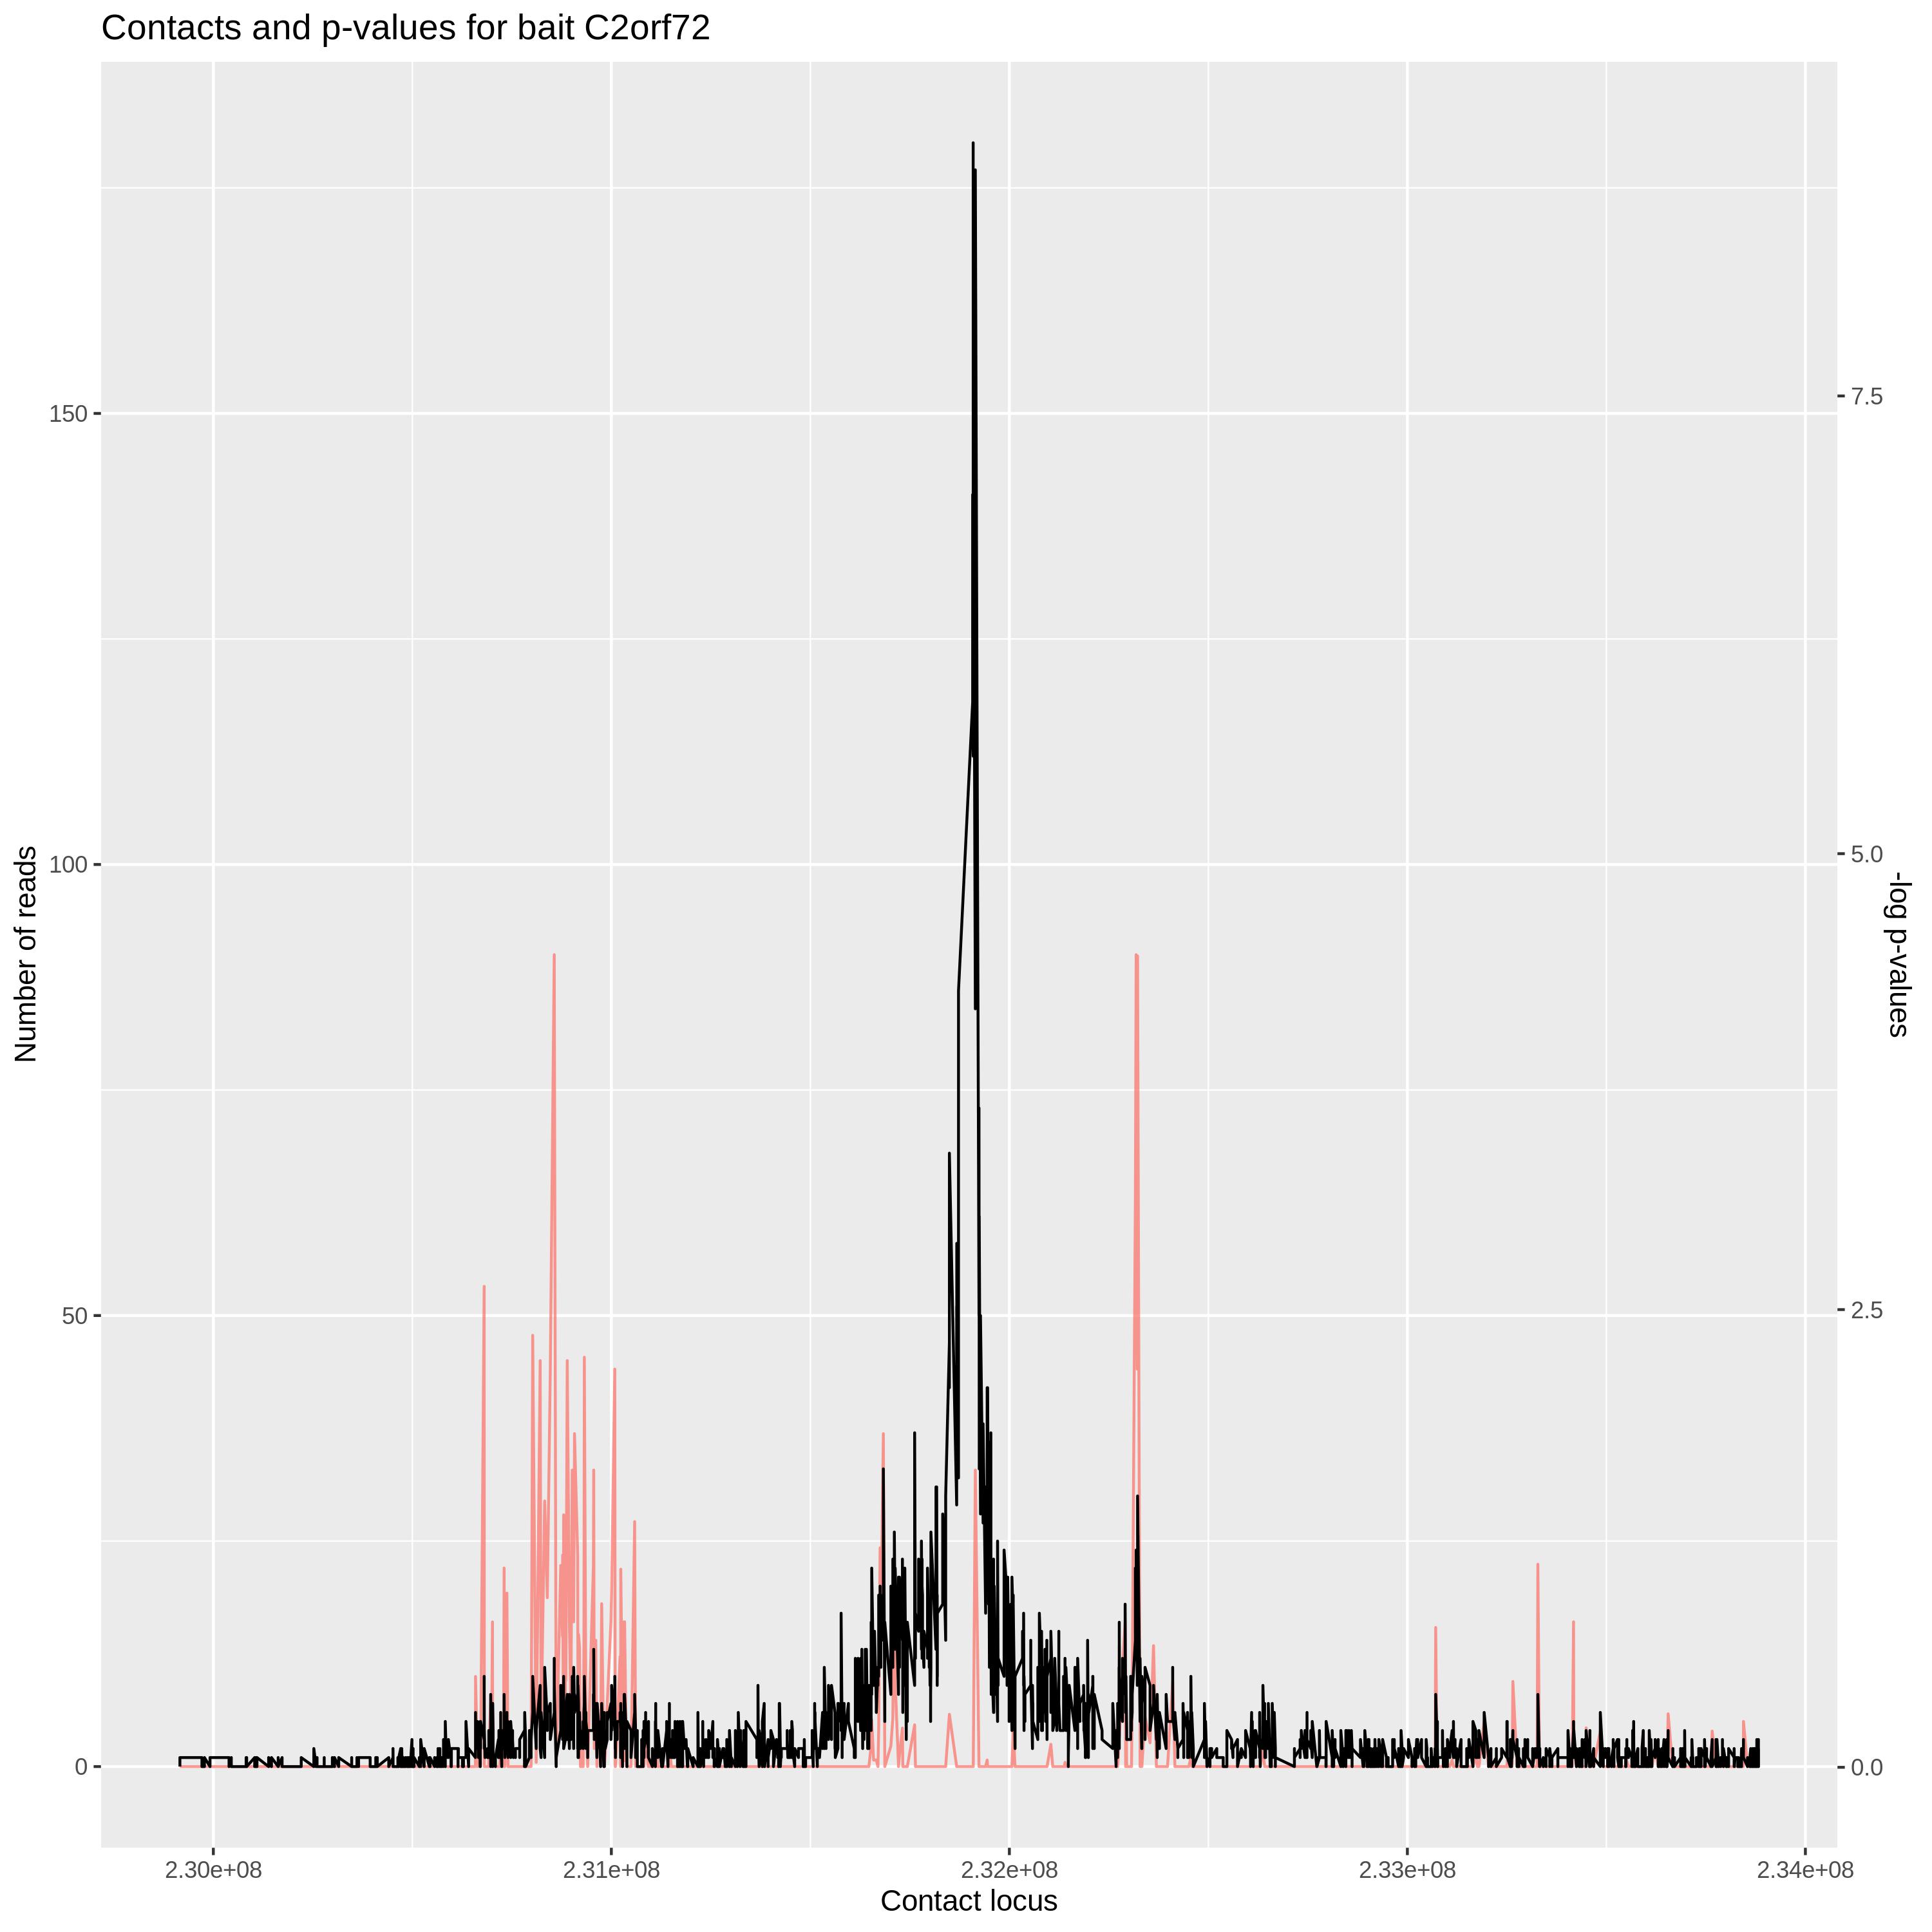 Contacts and p-values for bait C2orf72
Number of reads
150
100
50
0
7.5
5.0
2.5
0.0
-log p-values
2.30e+08
2.31e+08
2.32e+08
2.33e+08
2.34e+08
Contact locus